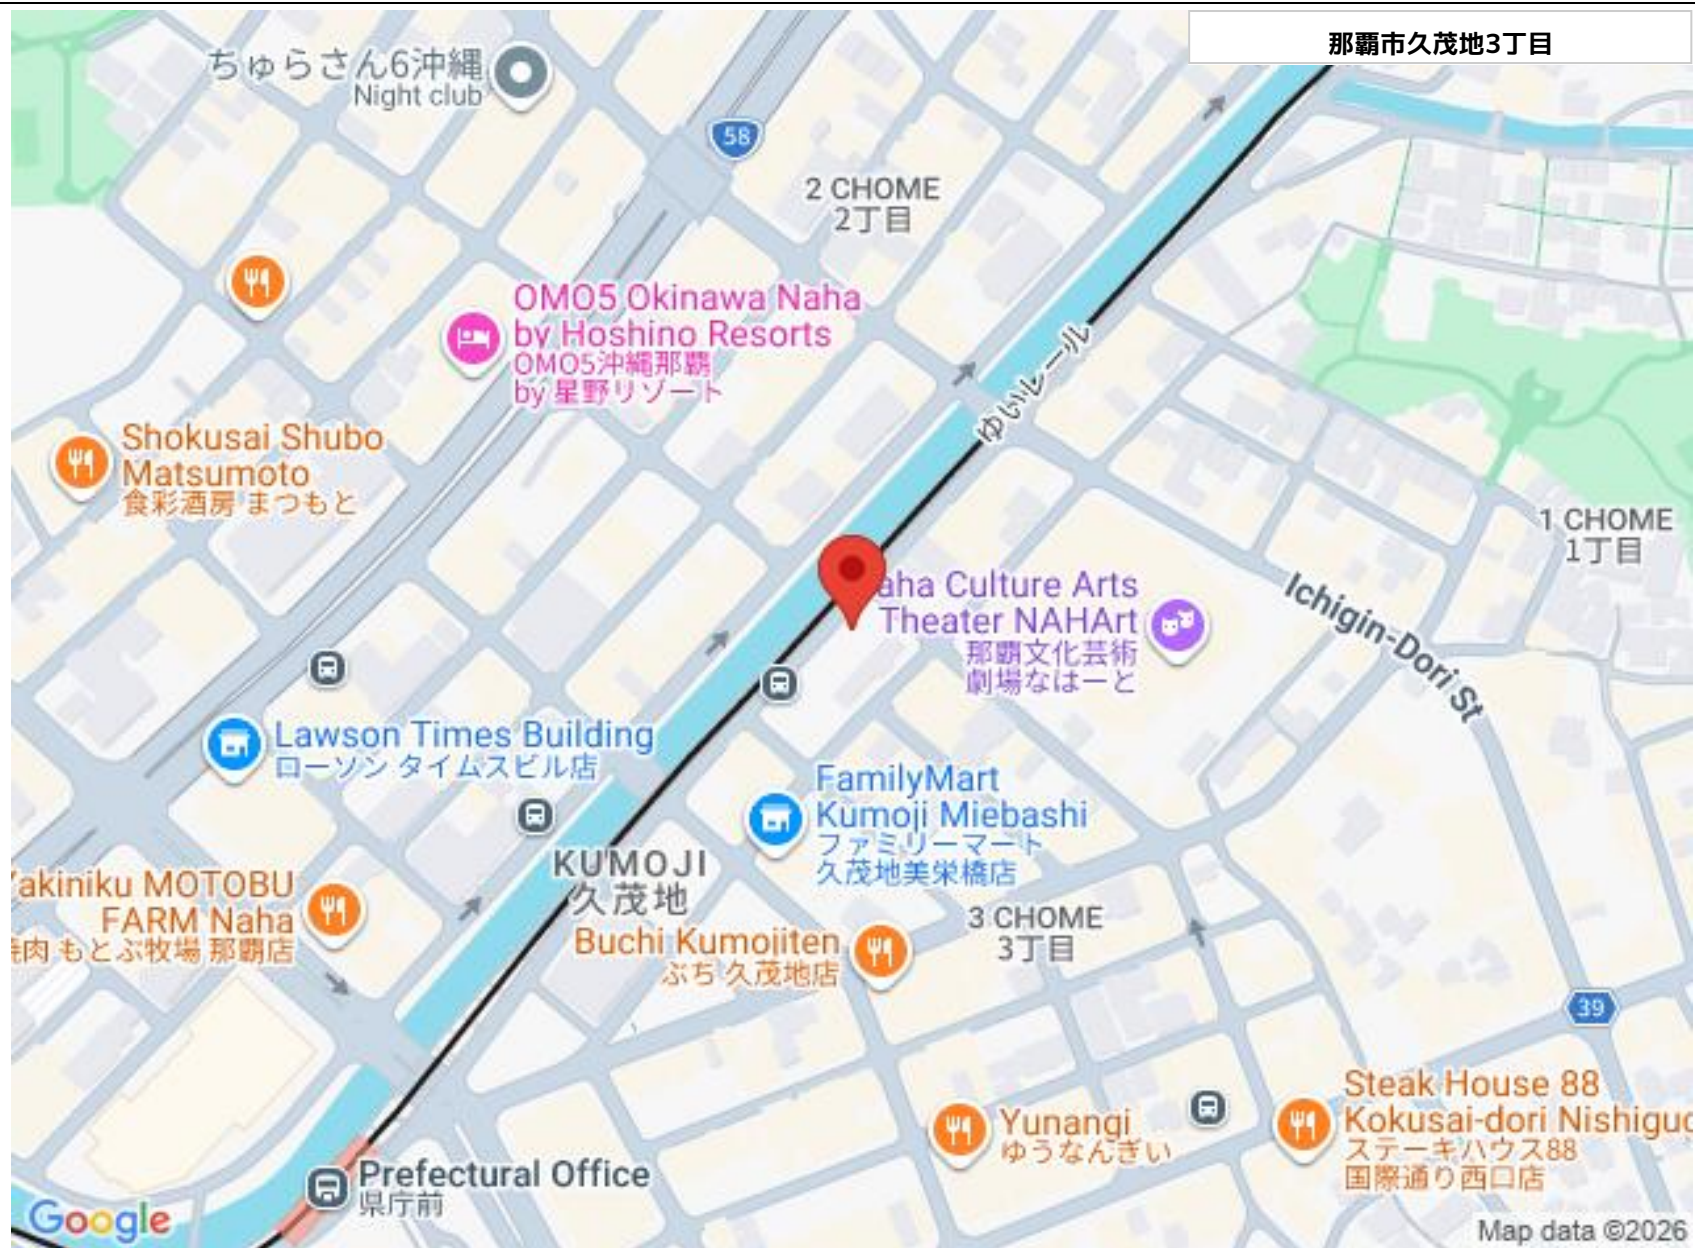 那覇市久茂地3丁目
ちゅらさん6沖縄
Night club
58
2 CHOME
2丁目
OMO5 Okinawa Naha
by Hoshino Resorts
OMO5沖縄那覇
by 星野リゾート
ゆいレール
Shokusai Shubo
Matsumoto
食彩酒房 まつもと
1 CHOME
1丁目
aha Culture Arts
Theater NAHArt
那覇文化芸術
劇場なはーと
Ichigin-Dori St
Lawson Times Building
ローソン タイムスビル店
FamilyMart
Kumoji Miebashi
ファミリーマート
久茂地美栄橋店
KUMOJI
久茂地
Yakiniku MOTOBU
FARM Naha
焼肉 もとぶ牧場 那覇店
Buchi Kumojiten
ぶち 久茂地店
3 CHOME
3丁目
39
Steak House 88
Kokusai-dori Nishiguc
ステーキハウス88
国際通り西口店
Yunangi
ゆうなんぎい
Prefectural Office
県庁前
Google
Map data ©2026